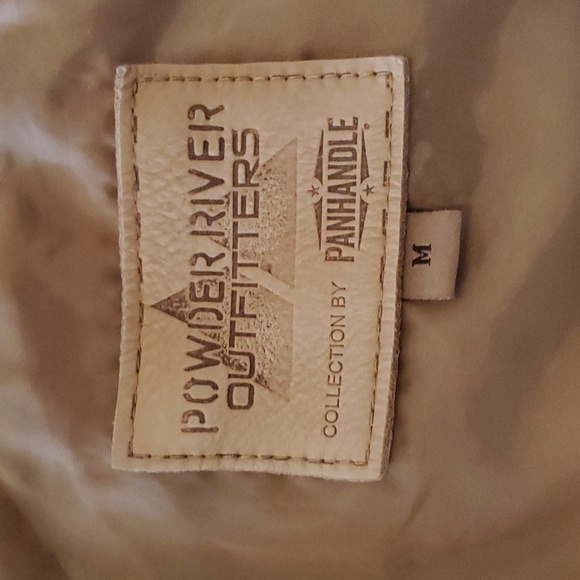 POWDER RIVER
OUTFITTERS
COLLECTION BY PANHANDLE
M